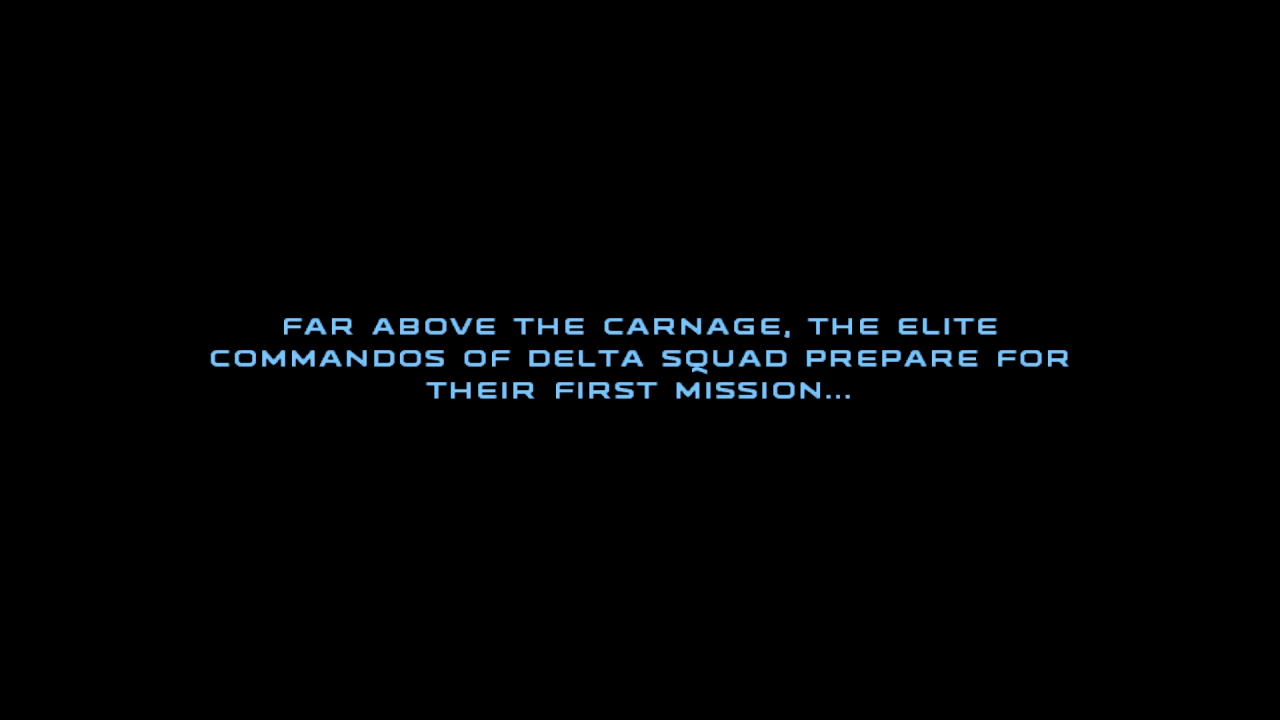 FAR ABOVE THE CARNAGE, THE ELITE
COMMANDOS OF DELTA SQUAD PREPARE FOR
THEIR FIRST MISSION...